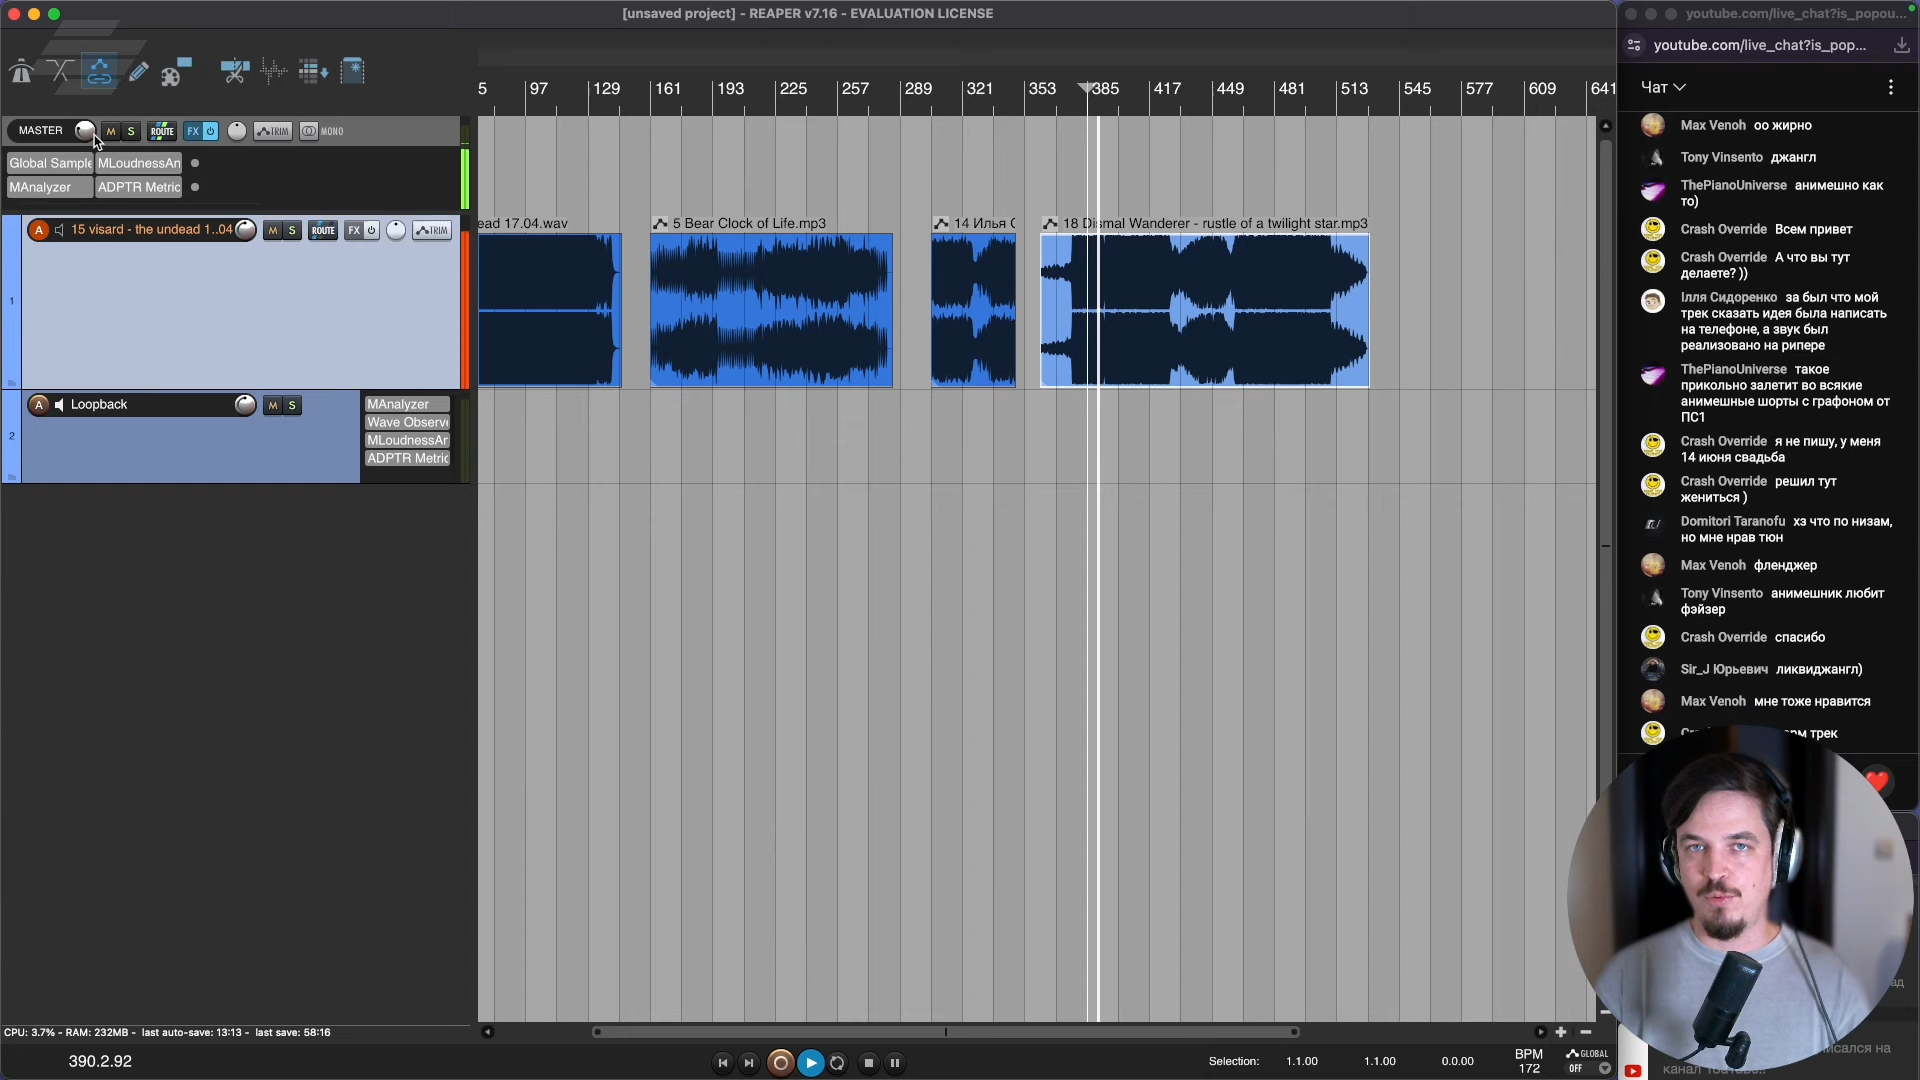 [unsaved project] - REAPER v7.16 - EVALUATION LICENSE
5 97 129 161 193 225 257 289 321 353 385 417 449 481 513 545 577 609 641
MASTER M S ROUTE FX TRIM MONO
Global Sample MLoudnessAn
MAnalyzer ADPTR Metric
A 15 visard - the undead 1..04 M S ROUTE FX TRIM
1
ead 17.04.wav
5 Bear Clock of Life.mp3
14 Илья С
18 Dismal Wanderer - rustle of a twilight star.mp3
A Loopback M S
2
MAnalyzer
Wave Observe
MLoudnessAn
ADPTR Metric
CPU: 3.7% - RAM: 232MB - last auto-save: 13:13 - last save: 58:16
390.2.92
Selection: 1.1.00 1.1.00 0.0.00
BPM
172
GLOBAL
OFF
youtube.com/live_chat?is_popou...
youtube.com/live_chat?is_pop...
Чат
Max Venoh оо жирно
Tony Vinsento джангл
ThePianoUniverse анимешно как
то)
Crash Override Всем привет
Crash Override А что вы тут
делаете? ))
Ілля Сидоренко за был что мой
трек сказать идея была написать
на телефоне, а звук был
реализовано на рипере
ThePianoUniverse такое
прикольно залетит во всякие
анимешные шорты с графоном от
ПС1
Crash Override я не пишу, у меня
14 июня свадьба
Crash Override решил тут
жениться )
Domitori Taranofu хз что по низам,
но мне нрав тюн
Max Venoh фленджер
Tony Vinsento анимешник любит
фэйзер
Crash Override спасибо
Sir_J Юрьевич ликвиджангл)
Max Venoh мне тоже нравится
трек
канал